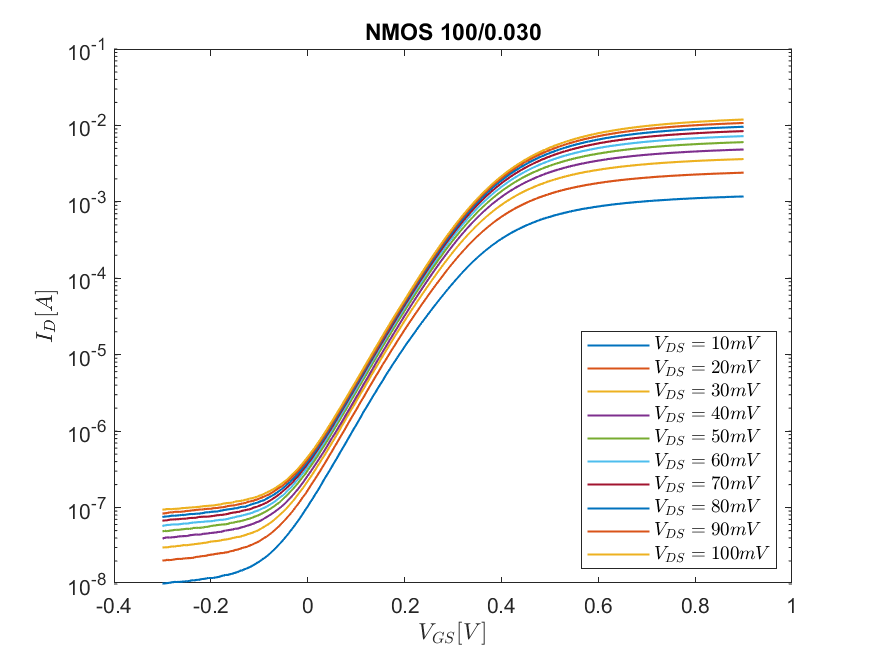 NMOS 100/0.030
10^-1
10^-2
10^-3
10^-4
10^-5
10^-6
10^-7
10^-8
I_D[A]
V_DS = 10mV
V_DS = 20mV
V_DS = 30mV
V_DS = 40mV
V_DS = 50mV
V_DS = 60mV
V_DS = 70mV
V_DS = 80mV
V_DS = 90mV
V_DS = 100mV
-0.4 -0.2 0 0.2 0.4 0.6 0.8 1
V_GS[V]